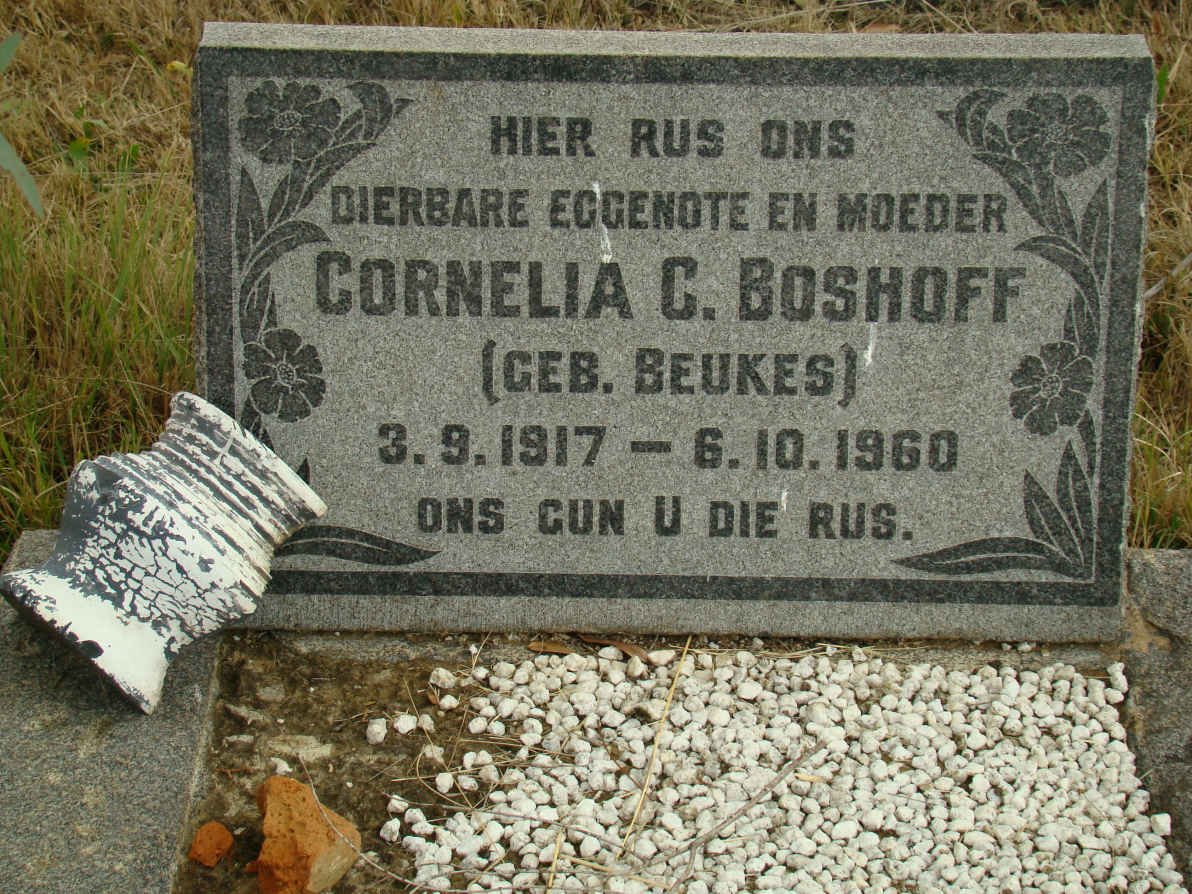 HIER RUS ONS
DIERBARE EGGENOTE EN MOEDER
CORNELIA C. BOSHOFF
(GEB. BEUKES)
3.9.1917 – 6.10.1960
ONS GUN U DIE RUS.